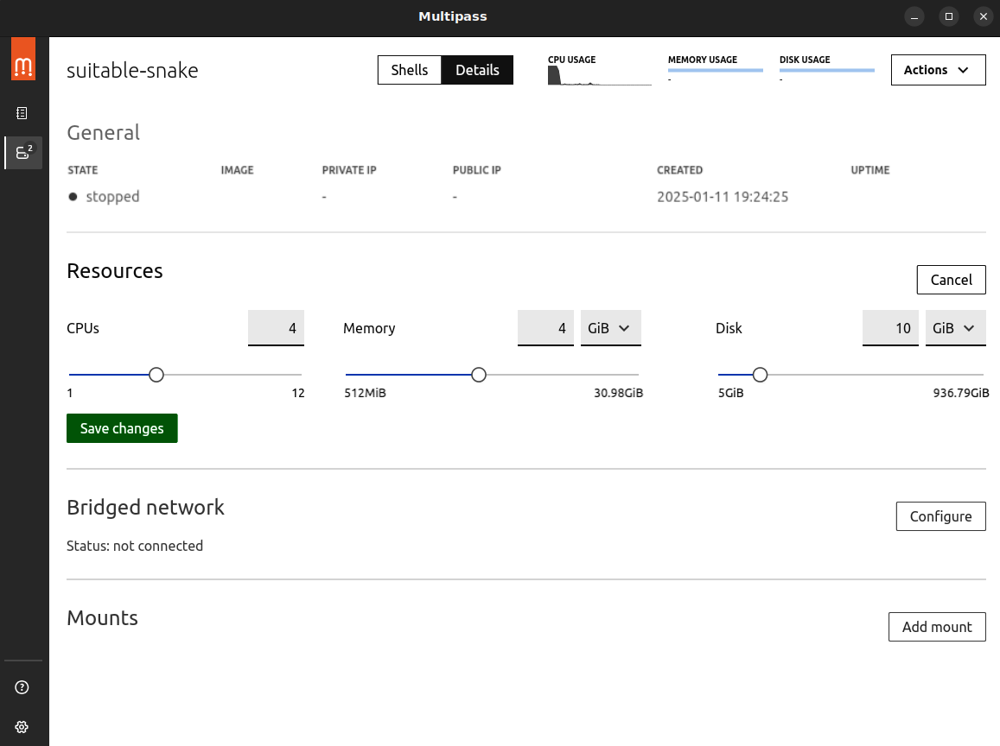 Multipass
suitable-snake
Shells
Details
CPU USAGE
MEMORY USAGE
-
DISK USAGE
-
Actions
2
General
STATE IMAGE PRIVATE IP PUBLIC IP CREATED UPTIME
stopped - - 2025-01-11 19:24:25
Resources
Cancel
CPUs 4 Memory 4 GiB Disk 10 GiB
1 12 512MiB 30.98GiB 5GiB 936.79GiB
Save changes
Bridged network
Configure
Status: not connected
Mounts
Add mount